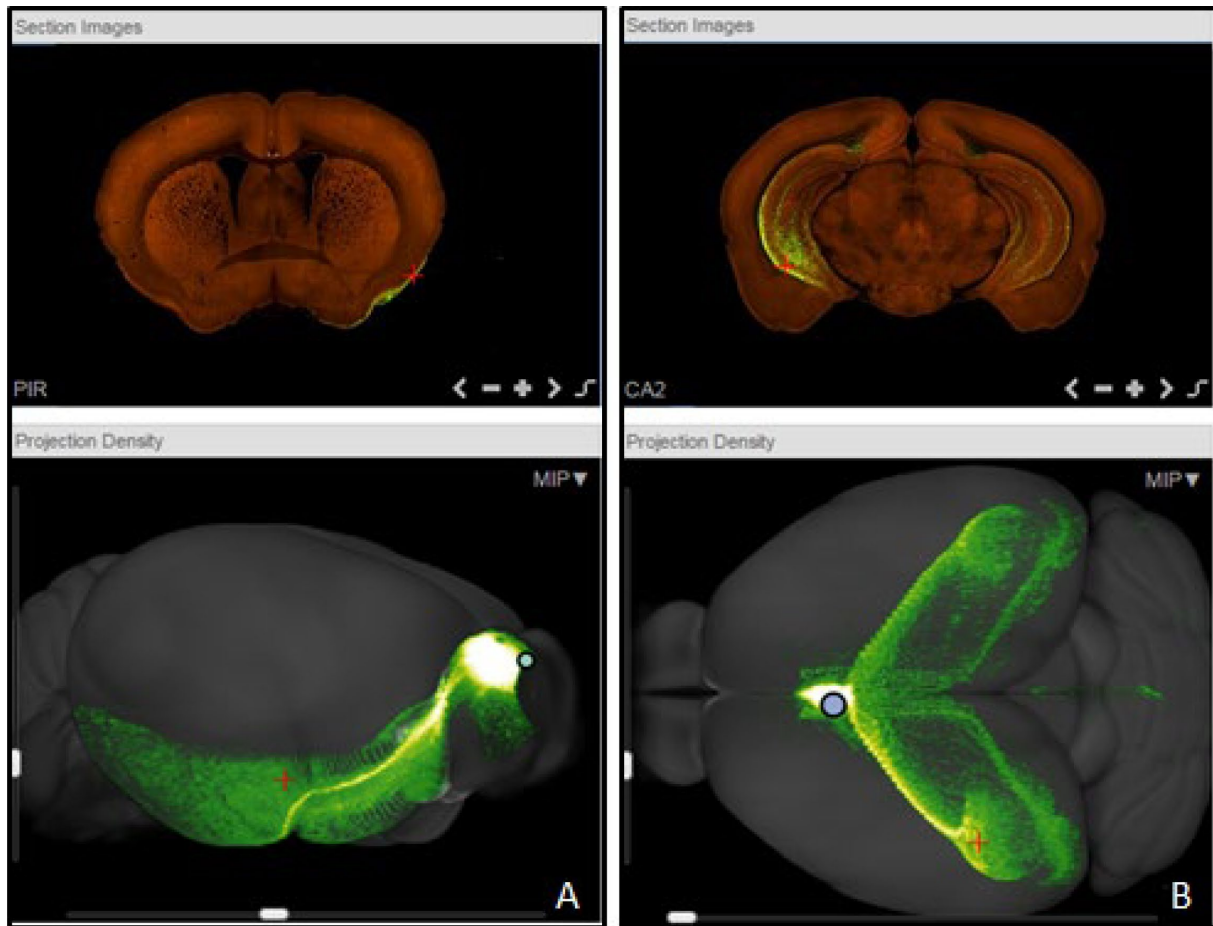 Section Images
PIR
Projection Density
MIP▼
A
Section Images
CA2
Projection Density
MIP▼
B